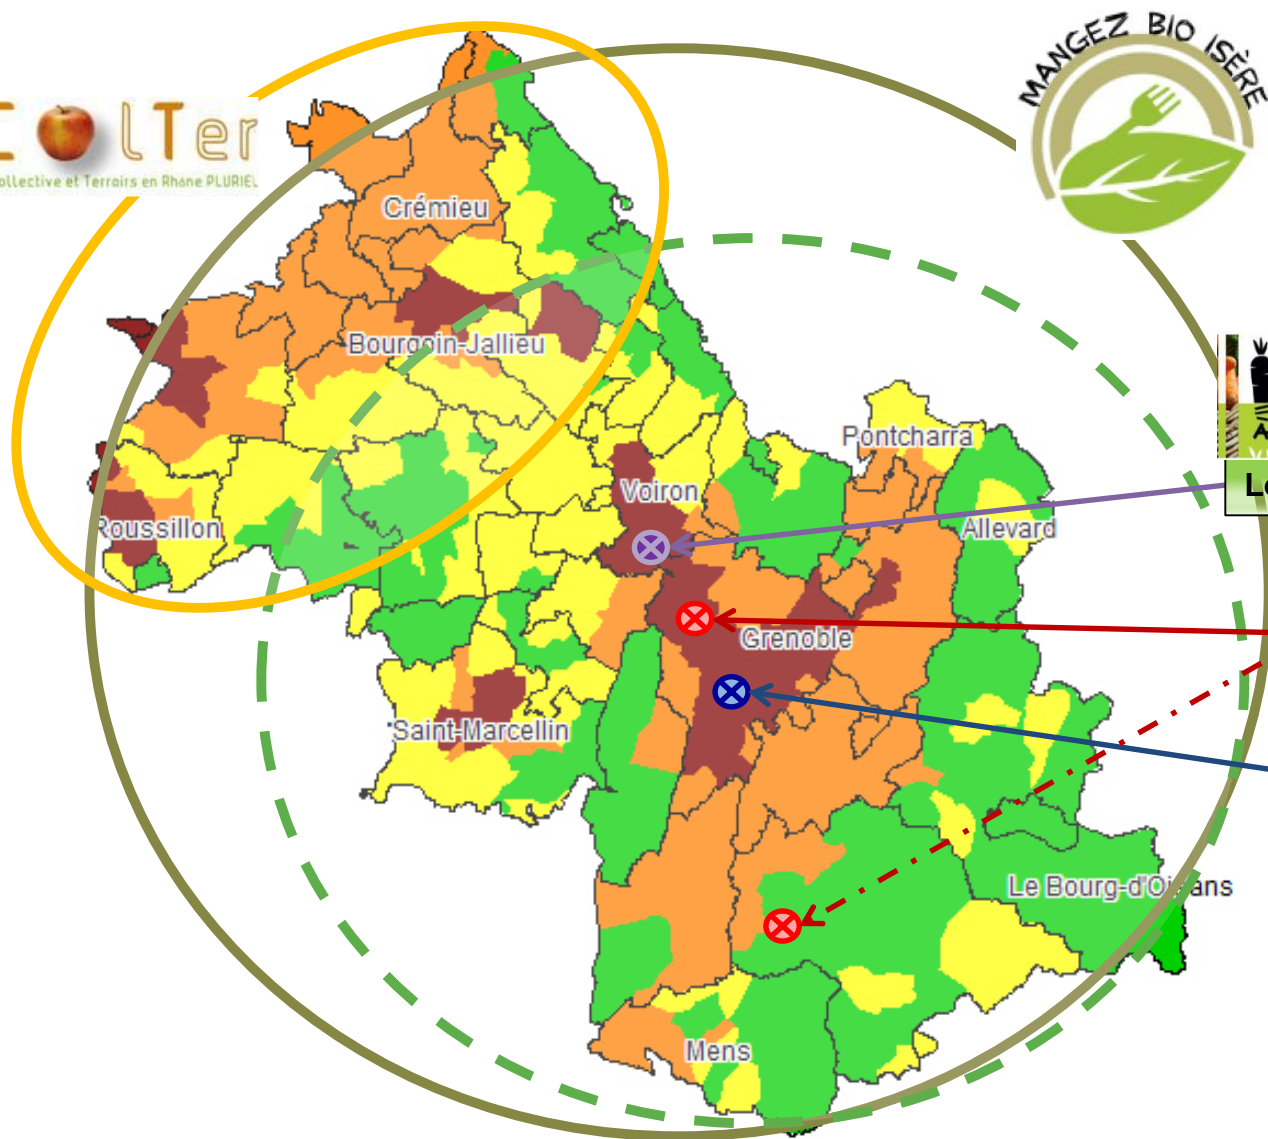 MANGEZ BIO ISÈRE
lTer
ollective et Terroirs en Rhône PLURIEL
Crémieu
Bourgoin-Jallieu
Pontcharra
Voiron
Roussillon
Allevard
Grenoble
Saint-Marcellin
Le Bourg-d'Oisans
Mens